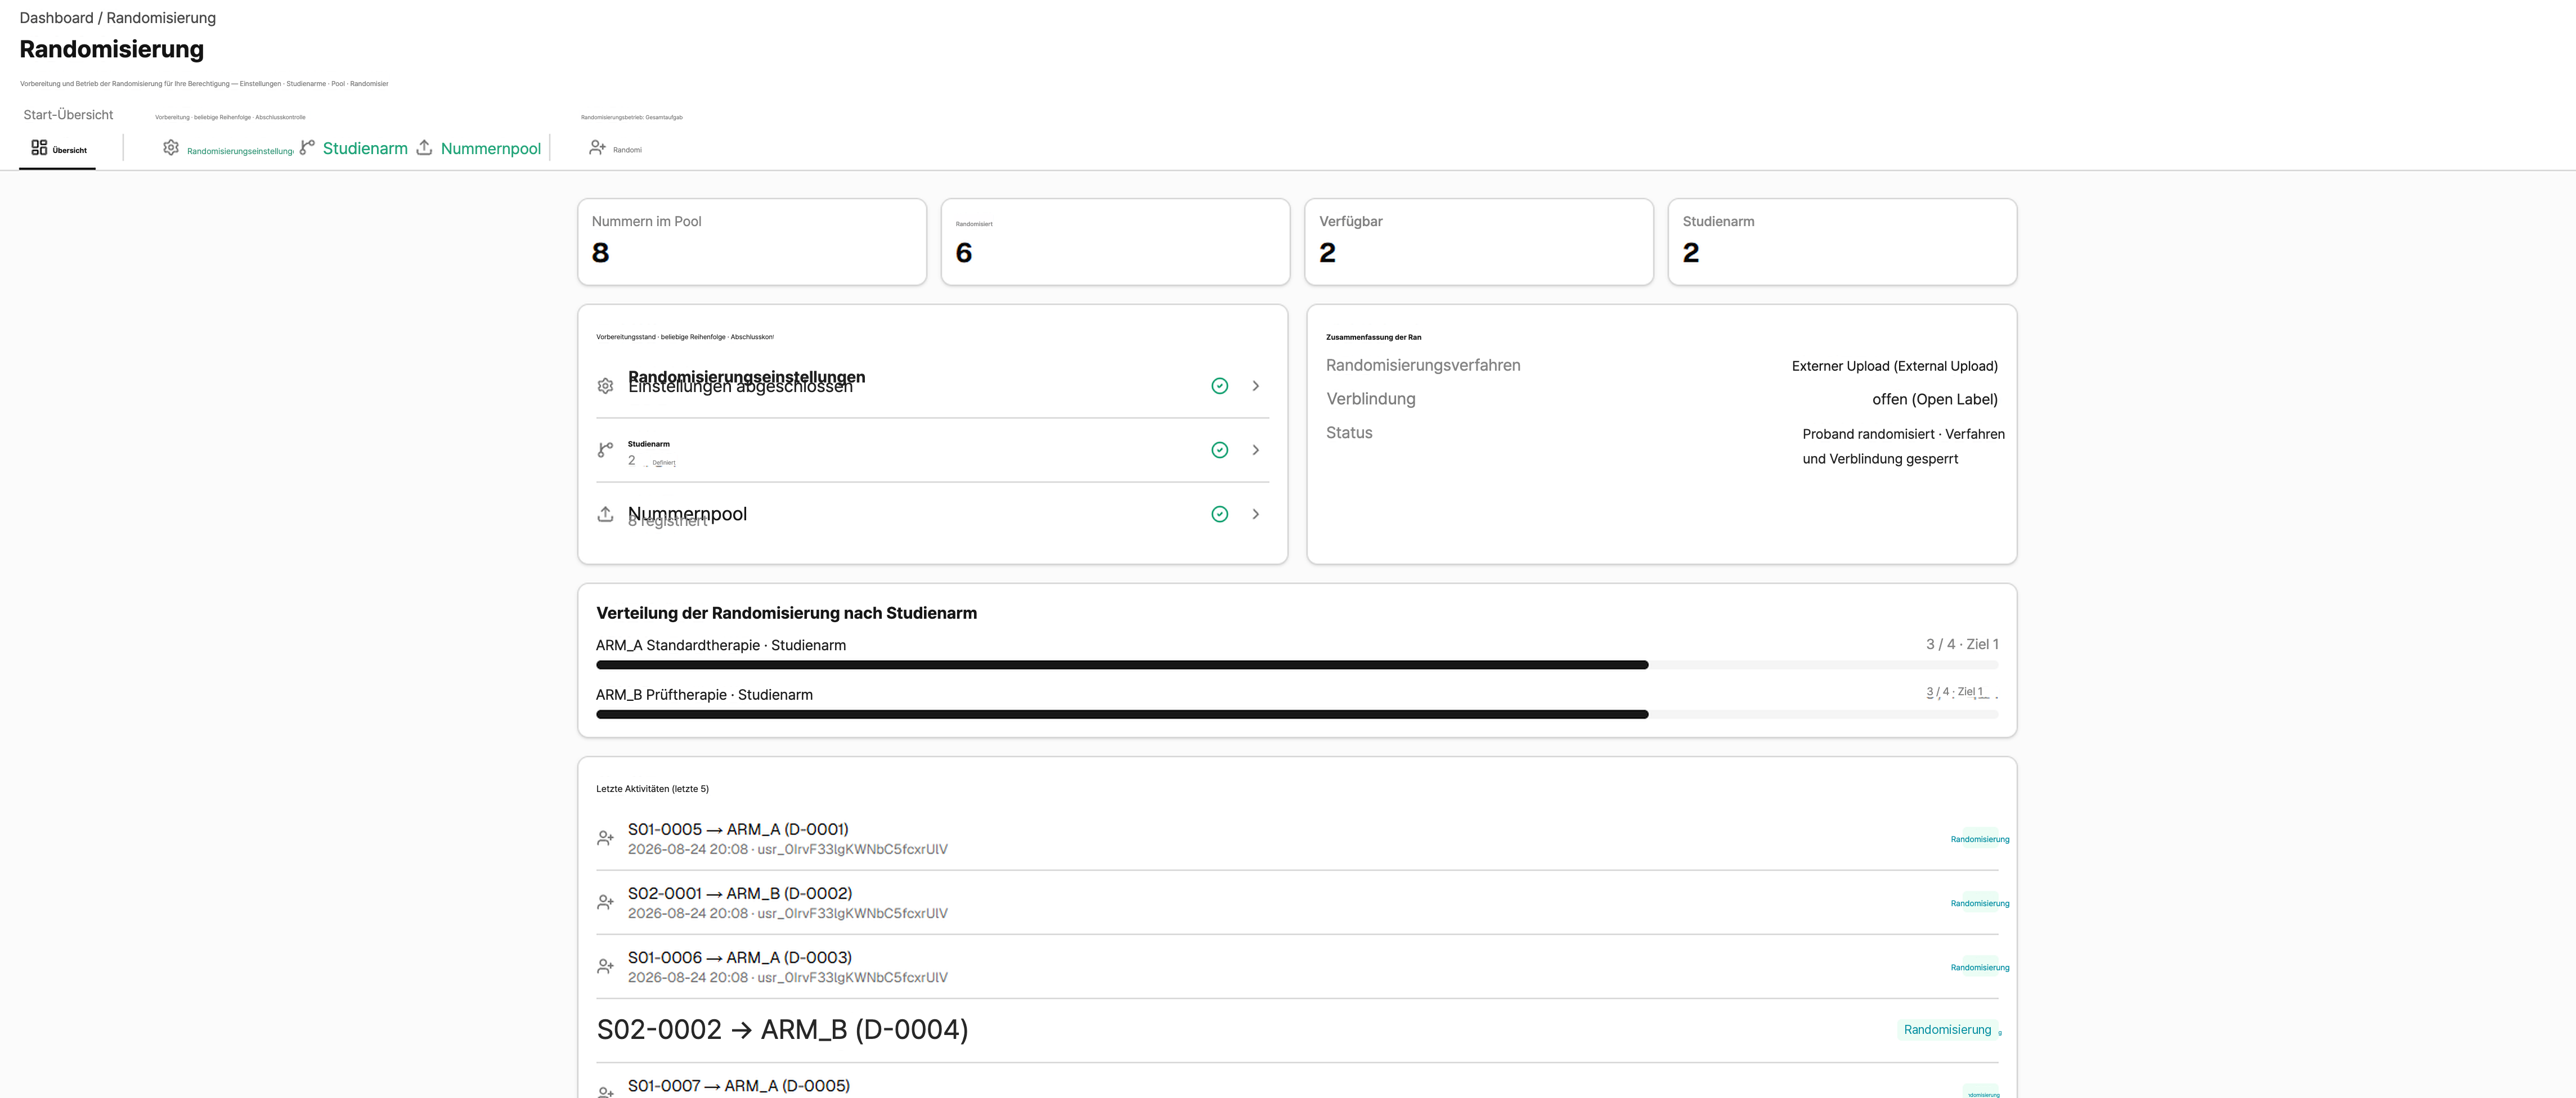 Dashboard / Randomisierung
Randomisierung
Vorbereitung und Betrieb der Randomisierung für Ihre Berechtigung — Einstellungen · Studienarme · Pool · Randomisier
Start-Übersicht
Vorbereitung · beliebige Reihenfolge · Abschlusskontrolle
Randomisierungsbetrieb: Gesamtaufgab
Übersicht
Randomisierungseinstellung
Studienarm
Nummernpool
Randomi
Nummern im Pool
8
Randomisiert
6
Verfügbar
2
Studienarm
2
Vorbereitungsstand · beliebige Reihenfolge · Abschlusskon
Randomisierungseinstellungen
Einstellungen abgeschlossen
Studienarm
2 Definiert
Nummernpool
8 registriert
Zusammenfassung der Ran
Randomisierungsverfahren
Externer Upload (External Upload)
Verblindung
offen (Open Label)
Status
Proband randomisiert · Verfahren
und Verblindung gesperrt
Verteilung der Randomisierung nach Studienarm
ARM_A Standardtherapie · Studienarm
3 / 4 · Ziel 1
ARM_B Prüftherapie · Studienarm
3 / 4 · Ziel 1
Letzte Aktivitäten (letzte 5)
S01-0005 → ARM_A (D-0001)
2026-08-24 20:08 · usr_0IrvF33lgKWNbC5fcxrUlV
Randomisierung
S02-0001 → ARM_B (D-0002)
2026-08-24 20:08 · usr_0IrvF33lgKWNbC5fcxrUlV
Randomisierung
S01-0006 → ARM_A (D-0003)
2026-08-24 20:08 · usr_0IrvF33lgKWNbC5fcxrUlV
Randomisierung
S02-0002 → ARM_B (D-0004)
Randomisierung
S01-0007 → ARM_A (D-0005)
domisierung